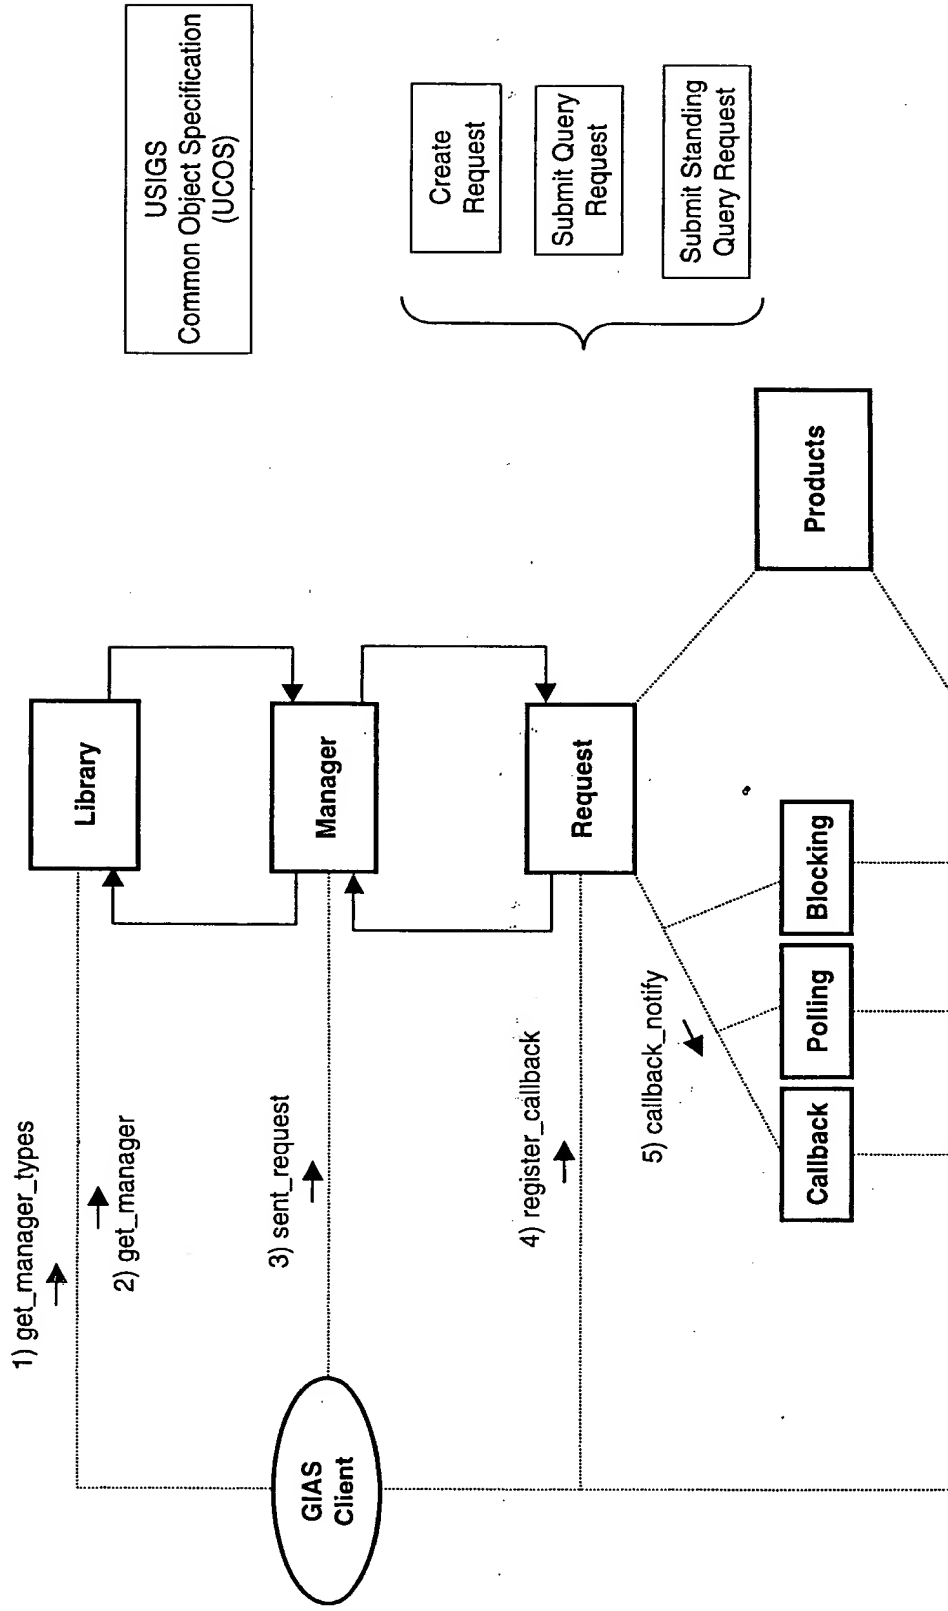 USIGS
Common Object Specification
(UCOS)
1) get_manager_types
2) get_manager
Library
3) sent_request
Manager
GIAS
Client
4) register_callback
Request
Create
Request
Submit Query
Request
Submit Standing
Query Request
5) callback_notify
Callback
Polling
Blocking
Products